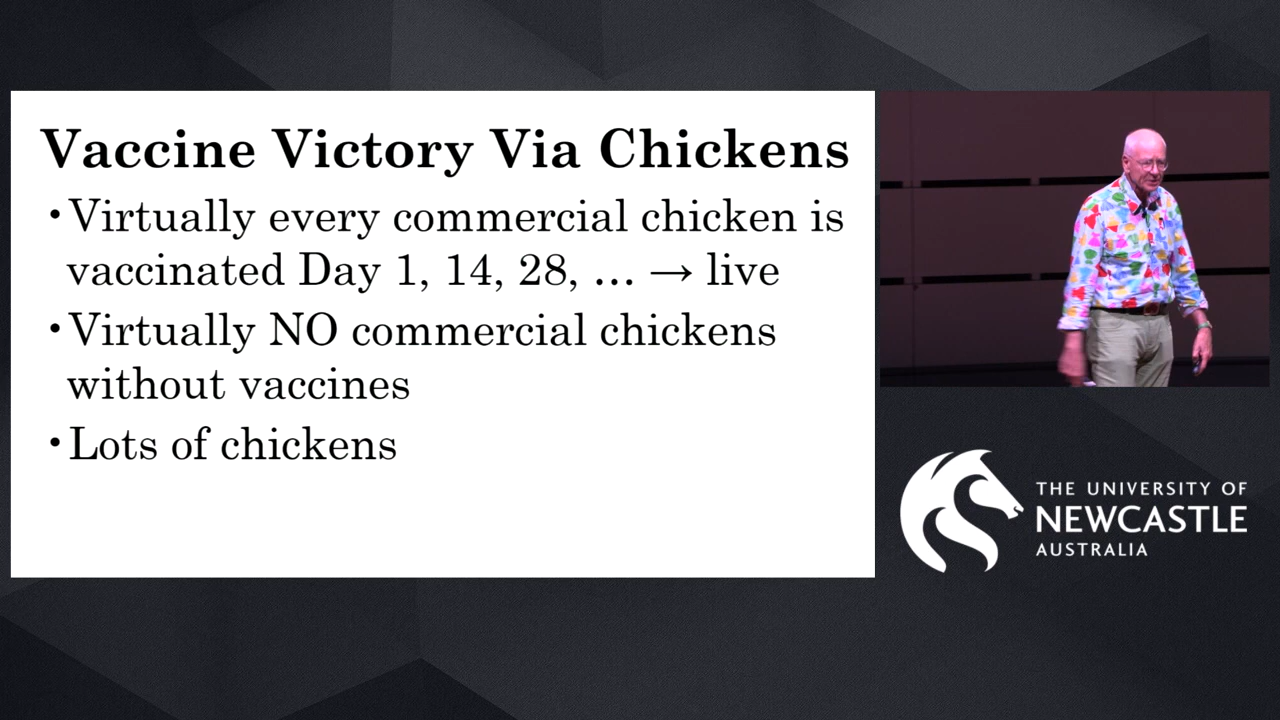 Vaccine Victory Via Chickens
• Virtually every commercial chicken is
vaccinated Day 1, 14, 28, … → live
• Virtually NO commercial chickens
without vaccines
• Lots of chickens
THE UNIVERSITY OF
NEWCASTLE
AUSTRALIA